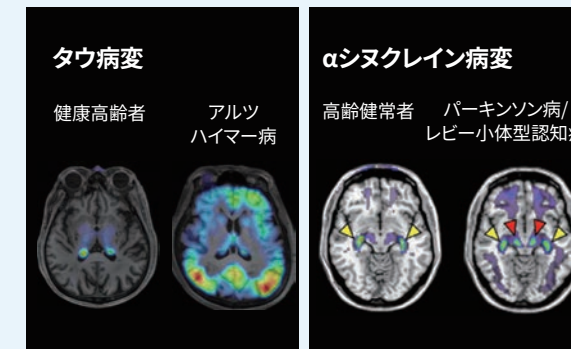 タウ病変
健康高齢者
アルツ
ハイマー病
αシヌクレイン病変
高齢健常者
パーキンソン病/
レビー小体型認知